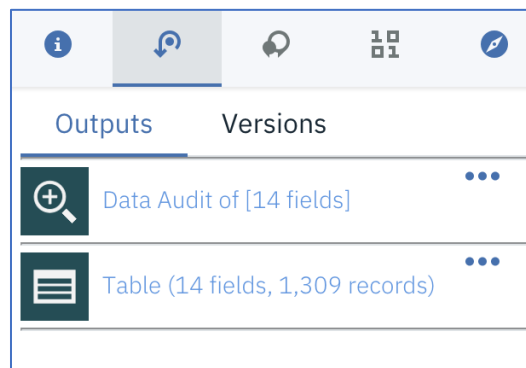 Outputs Versions
Data Audit of [14 fields]
Table (14 fields, 1,309 records)